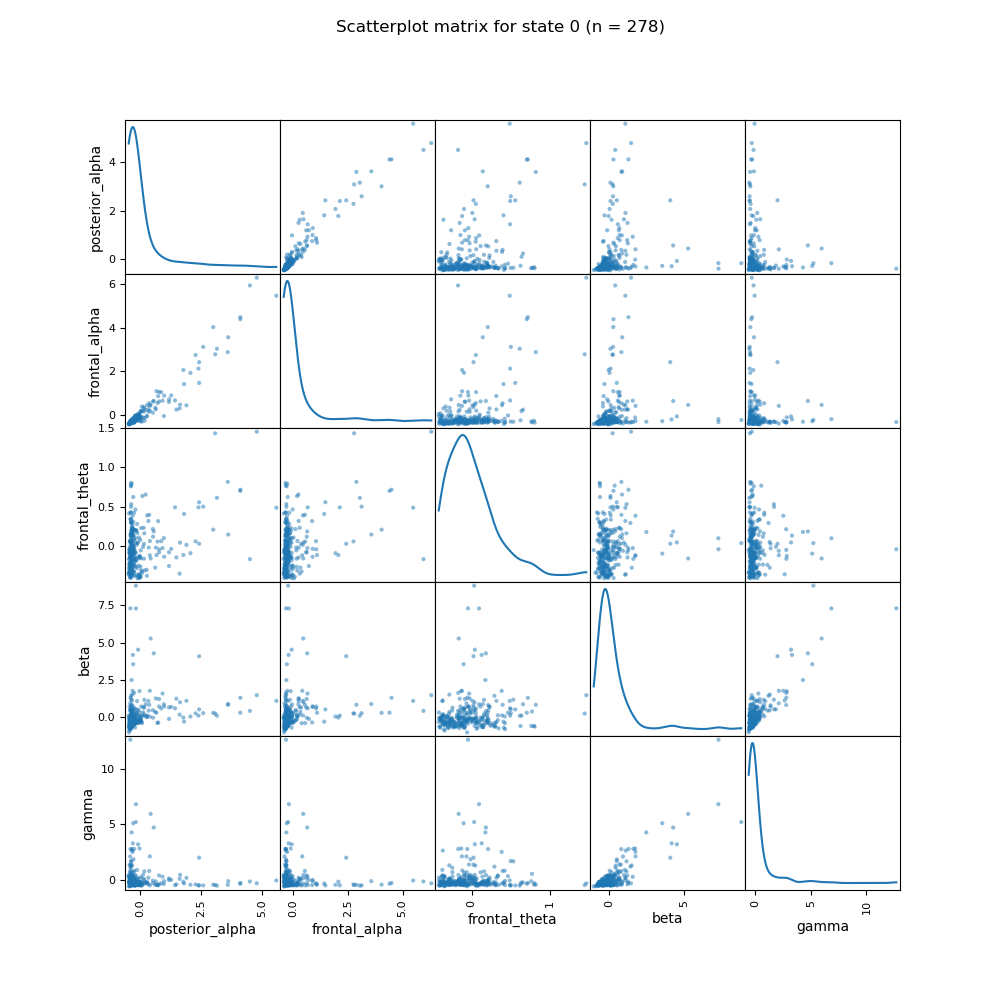 Scatterplot matrix for state 0 (n = 278)
posterior_alpha
4
2
0
frontal_alpha
6
4
2
0
frontal_theta
1.5
1.0
0.5
0.0
beta
7.5
5.0
2.5
0.0
gamma
10
5
0
0.0 2.5 5.0 0.0 2.5 5.0 0 1 0 5 0 5 10
posterior_alpha frontal_alpha frontal_theta beta gamma